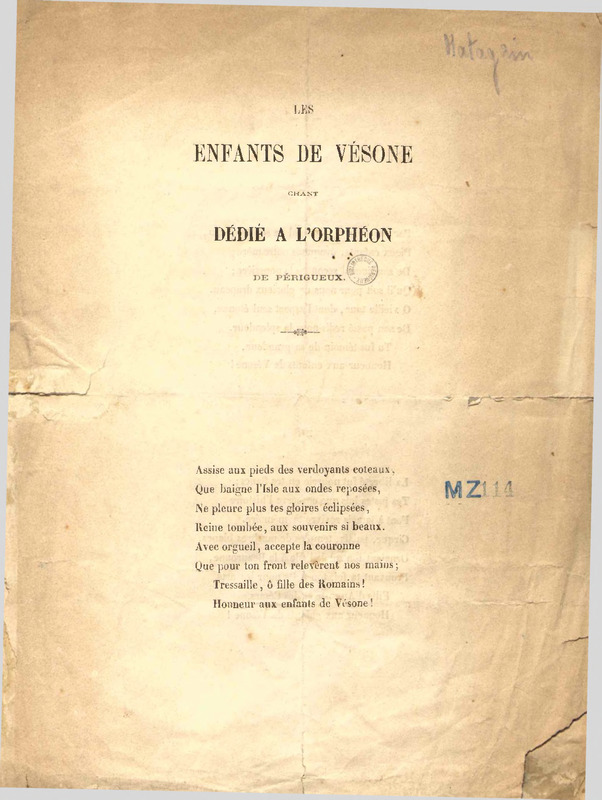 Matagrin
LES
ENFANTS DE VÉSONE
CHANT
DÉDIÉ A L'ORPHÉON
DE PÉRIGUEUX.
Assise aux pieds des verdoyants coteaux,
Que baigne l'Isle aux ondes reposées,
Ne pleure plus tes gloires éclipsées,
Reine tombée, aux souvenirs si beaux.
Avec orgueil, accepte la couronne
Que pour ton front relevèrent nos mains;
Tressaille, ô fille des Romains!
Honneur aux enfants de Vésone!
MZ114